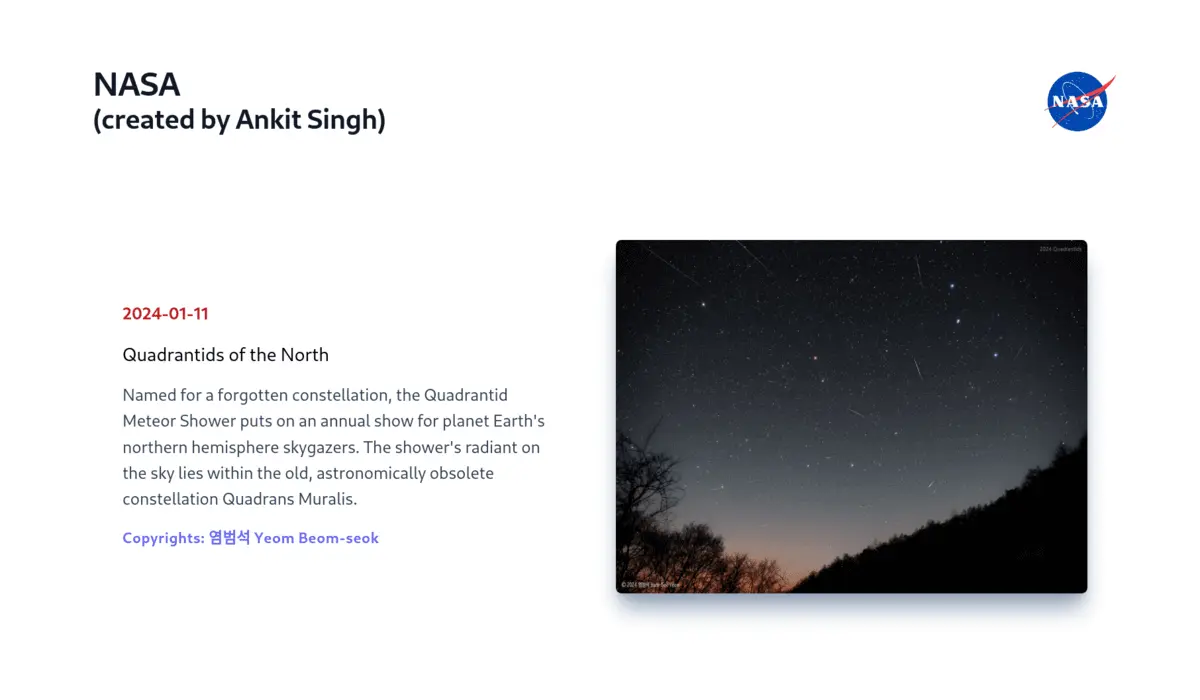 NASA
(created by Ankit Singh)
NASA
2024-01-11
Quadrantids of the North
Named for a forgotten constellation, the Quadrantid
Meteor Shower puts on an annual show for planet Earth's
northern hemisphere skygazers. The shower's radiant on
the sky lies within the old, astronomically obsolete
constellation Quadrans Muralis.
Copyrights: 염범석 Yeom Beom-seok
2024 Quadrantids